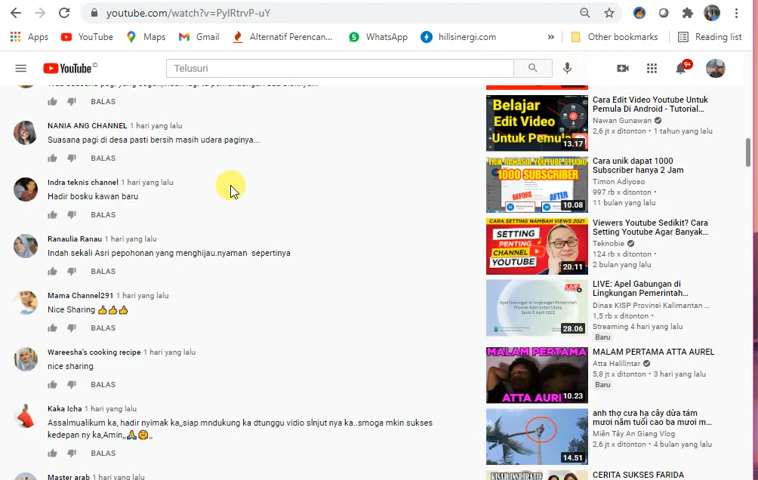 youtube.com/watch?v=PylRtrvP-uY
Apps
YouTube
Maps
Gmail
Alternatif Perencan...
WhatsApp
hillsinergi.com
Other bookmarks
Reading list
YouTube ID
Telusuri
9+
BALAS
NANIA ANG CHANNEL 1 hari yang lalu
Suasana pagi di desa pasti bersih masih udara paginya...
BALAS
Indra teknis channel 1 hari yang lalu
Hadir bosku kawan baru
BALAS
Ranaulia Ranau 1 hari yang lalu
Indah sekali Asri pepohonan yang menghijau.nyaman sepertinya
BALAS
Mama Channel291 1 hari yang lalu
Nice Sharing 👍👍👍
BALAS
Wareesha's cooking recipe 1 hari yang lalu
nice sharing
BALAS
Kaka Icha 1 hari yang lalu
Assalmualikum ka, hadir nyimak ka,,siap mndukung ka dtunggu vidio slnjut nya ka..smoga mkin sukses
kedepan ny ka,Amin,,🙏🤗,,
BALAS
Master arab 1 hari yang lalu
Belajar
Edit Video
Untuk Pemula
13.17
Cara Edit Video Youtube Untuk
Pemula Di Android - Tutorial...
Nawan Gunawan
2,6 jt x ditonton • 1 tahun yang lalu
1000
SUBSCRIBER
BEFORE
AFTER
10.08
Cara unik dapat 1000
Subscriber hanya 2 Jam
Timon Adiyoso
997 rb x ditonton •
11 bulan yang lalu
CARA SETTING NAMBAH VIEWS 2021
SETTING
PENTING
CHANNEL
YOUTUBE
20.11
Viewers Youtube Sedikit? Cara
Setting Youtube Agar Banyak...
Teknobie
124 rb x ditonton •
2 bulan yang lalu
LIVE
28.06
LIVE: Apel Gabungan di
Lingkungan Pemerintah...
Dinas KISP Provinsi Kalimantan ...
1,5 rb x ditonton •
Streaming 4 hari yang lalu
Baru
MALAM PERTAMA
ATTA AURI
10.23
MALAM PERTAMA ATTA AUREL
Atta Halilintar
5,8 jt x ditonton • 3 hari yang lalu
Baru
14.51
anh thợ cưa hạ cây dừa tám
mươi năm tuổi cao ba mươi m...
Miền Tây An Giang Vlog
2,6 jt x ditonton • 4 bulan yang lalu
CERITA SUKSES FARIDA